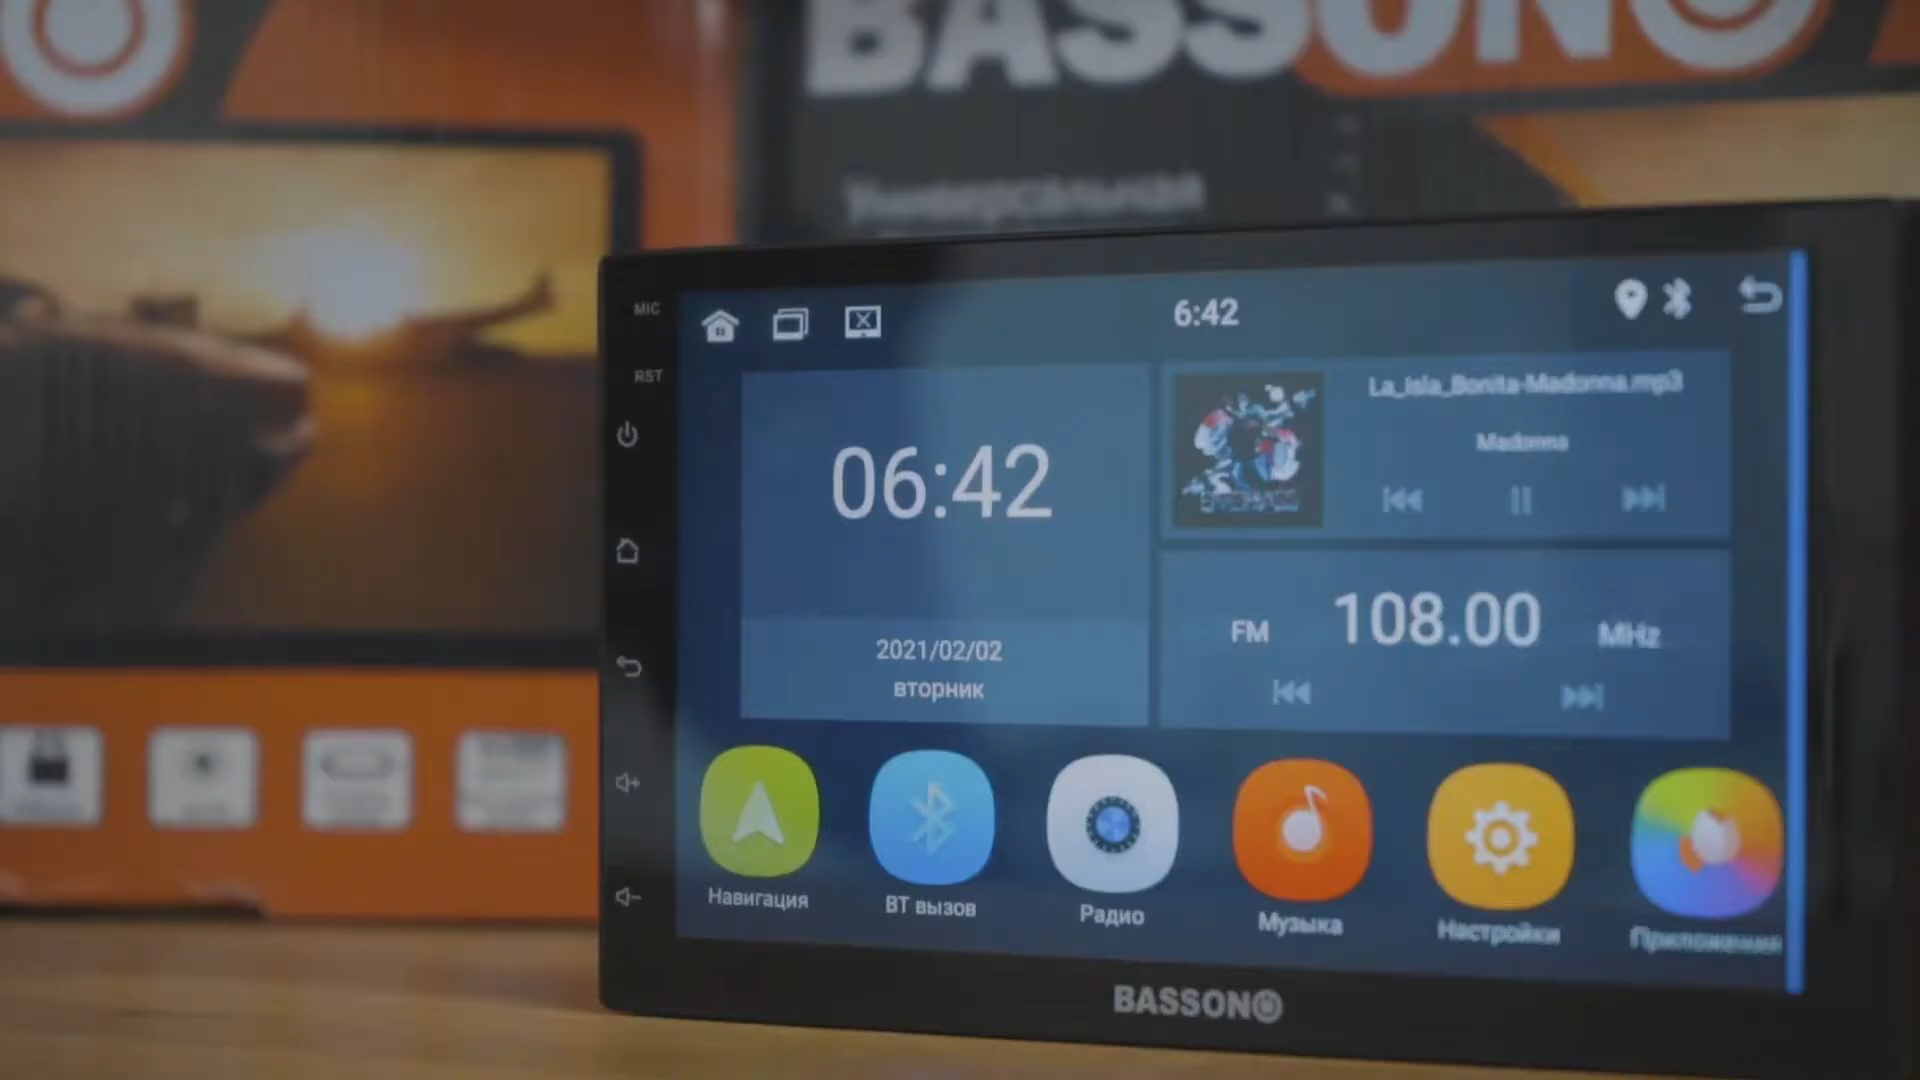 BASSON
Универсальная
MIC
RST
6:42
06:42
2021/02/02
вторник
La_Isla_Bonita-Madonna.mp3
Madonna
FM 108.00 MHz
Навигация
BT вызов
Радио
Музыка
Настройки
Приложения
BASSON